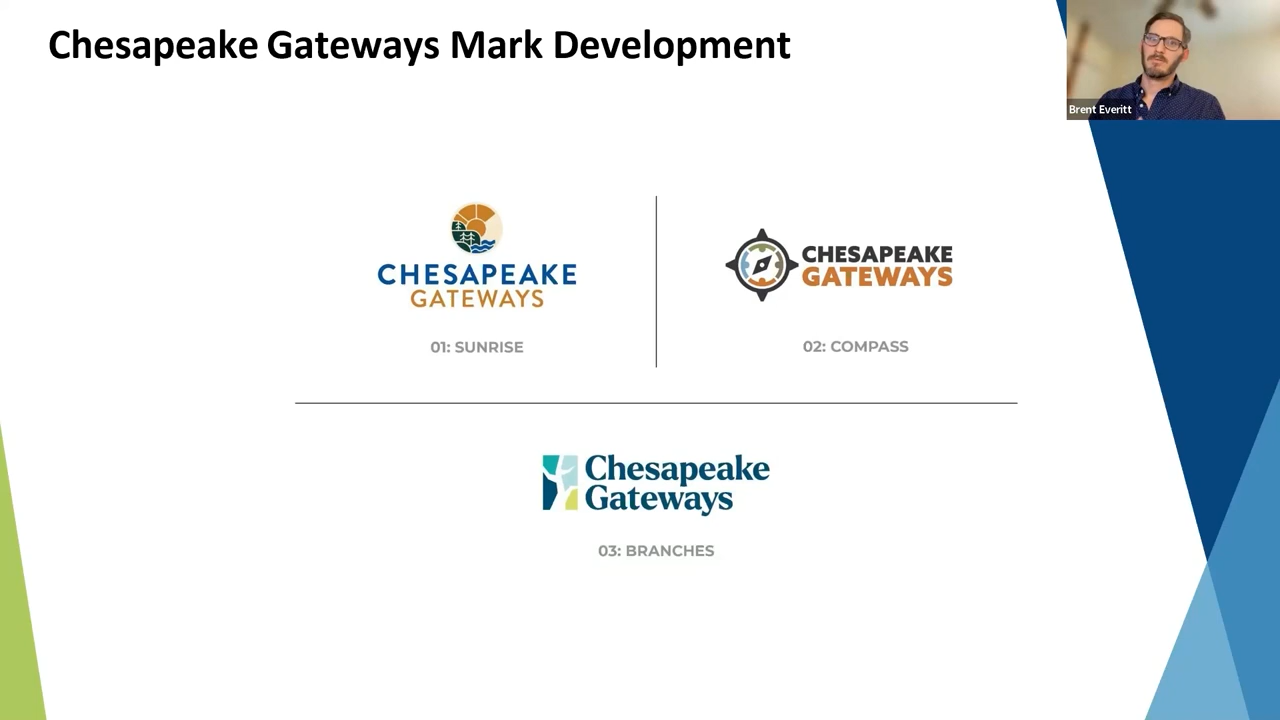 Chesapeake Gateways Mark Development
Brent Everitt
CHESAPEAKE
GATEWAYS
01: SUNRISE
CHESAPEAKE
GATEWAYS
02: COMPASS
Chesapeake
Gateways
03: BRANCHES